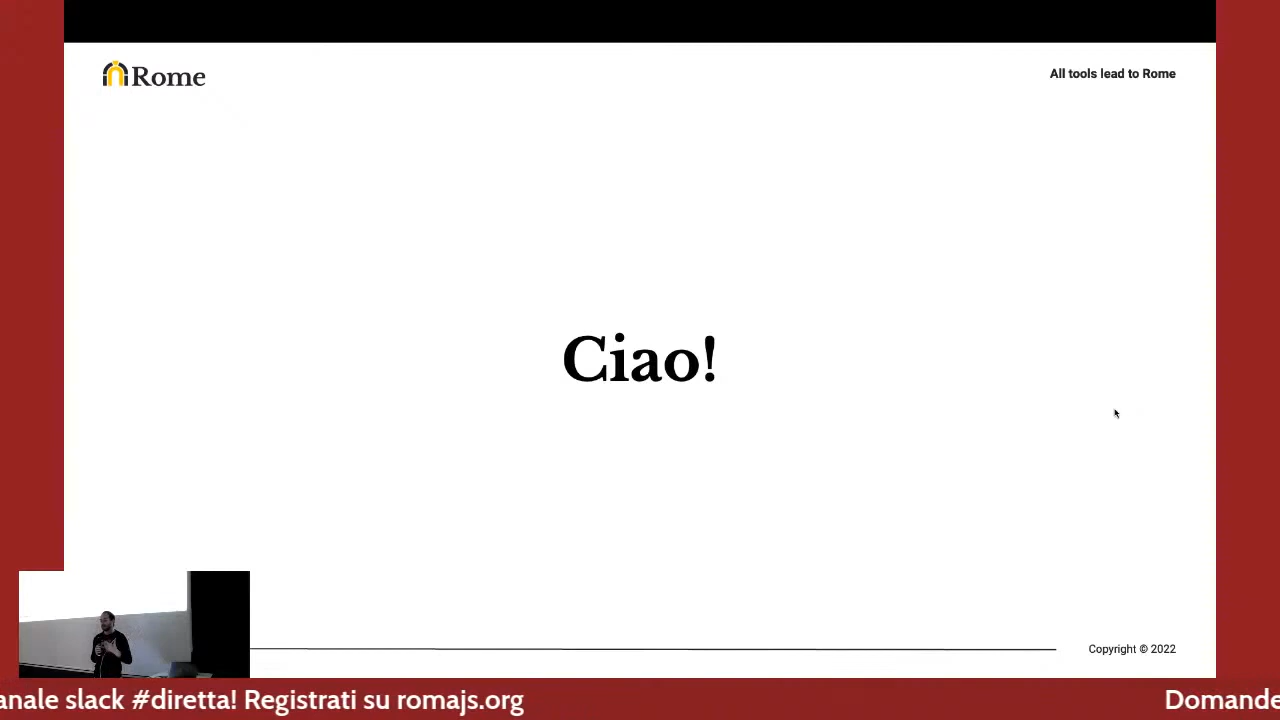 Rome
All tools lead to Rome
Ciao!
Copyright © 2022
anale slack #diretta! Registrati su romajs.org
Domande